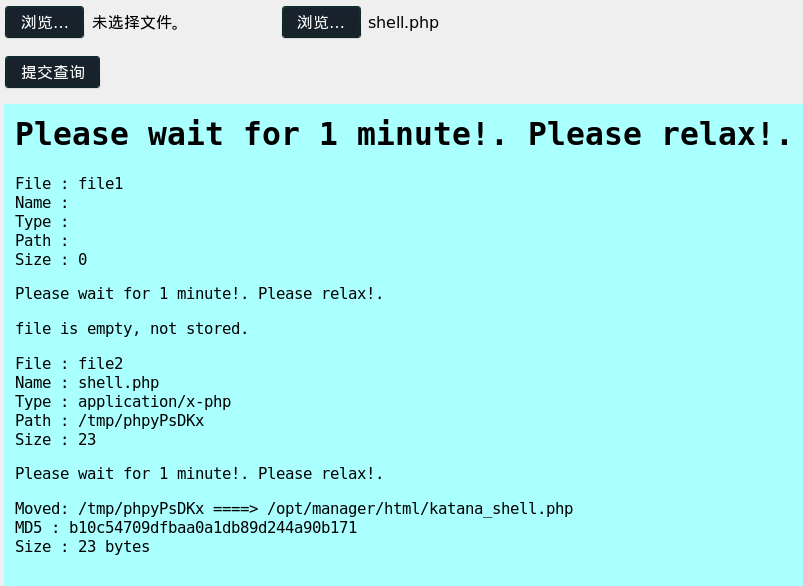 浏览... 未选择文件。 浏览... shell.php
提交查询
Please wait for 1 minute!. Please relax!.
File : file1
Name :
Type :
Path :
Size : 0
Please wait for 1 minute!. Please relax!.
file is empty, not stored.
File : file2
Name : shell.php
Type : application/x-php
Path : /tmp/phpyPsDKx
Size : 23
Please wait for 1 minute!. Please relax!.
Moved: /tmp/phpyPsDKx ====> /opt/manager/html/katana_shell.php
MD5 : b10c54709dfbaa0a1db89d244a90b171
Size : 23 bytes